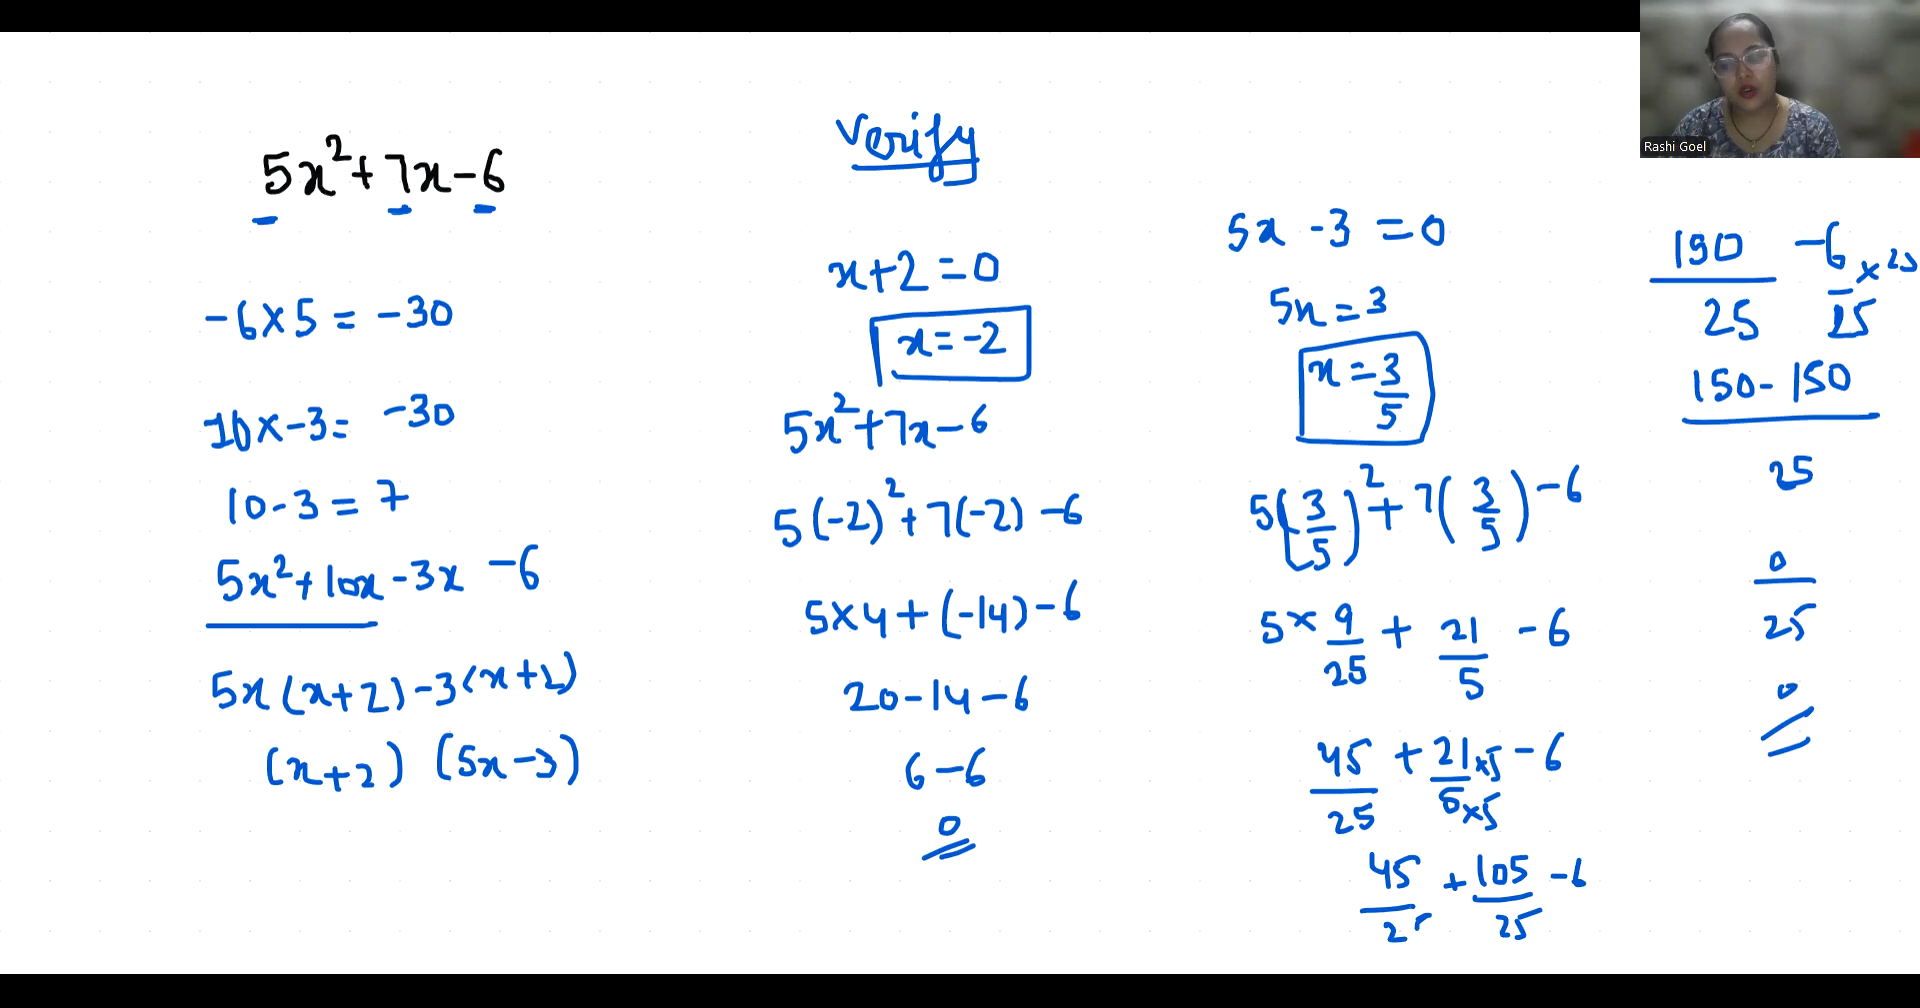 5x²+7x-6
-6x5 = -30
10x-3= -30
10-3=7
5x²+10x-3x -6
5x(x+2)-3(x+2)
(x+2) (5x-3)
Verify
x+2=0
x=-2
5x²+7x-6
5(-2)²+7(-2)-6
5x4+(-14)-6
20-14-6
6-6
0
5x-3=0
5x=3
x=3/5
5(3/5)²+7(3/5)-6
5x 9/25 + 21/5 -6
45/25 + 21x5/5x5 -6
45/25 + 105/25 -6
150/25 -6x25/25
150-150/25
0/25
0
Rashi Goel